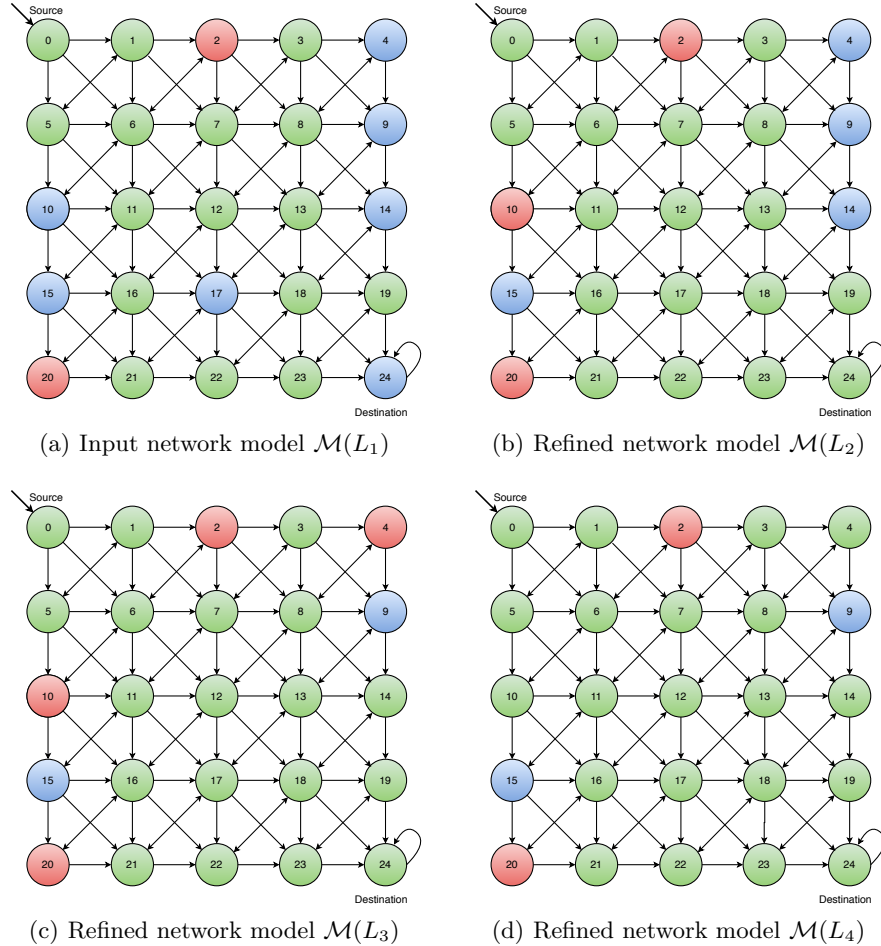 Source Source
0 1 2 3 4 0 1 2 3 4
5 6 7 8 9 5 6 7 8 9
10 11 12 13 14 10 11 12 13 14
15 16 17 18 19 15 16 17 18 19
20 21 22 23 24 20 21 22 23 24
Destination Destination
(a) Input network model ℳ(L₁) (b) Refined network model ℳ(L₂)
Source Source
0 1 2 3 4 0 1 2 3 4
5 6 7 8 9 5 6 7 8 9
10 11 12 13 14 10 11 12 13 14
15 16 17 18 19 15 16 17 18 19
20 21 22 23 24 20 21 22 23 24
Destination Destination
(c) Refined network model ℳ(L₃) (d) Refined network model ℳ(L₄)